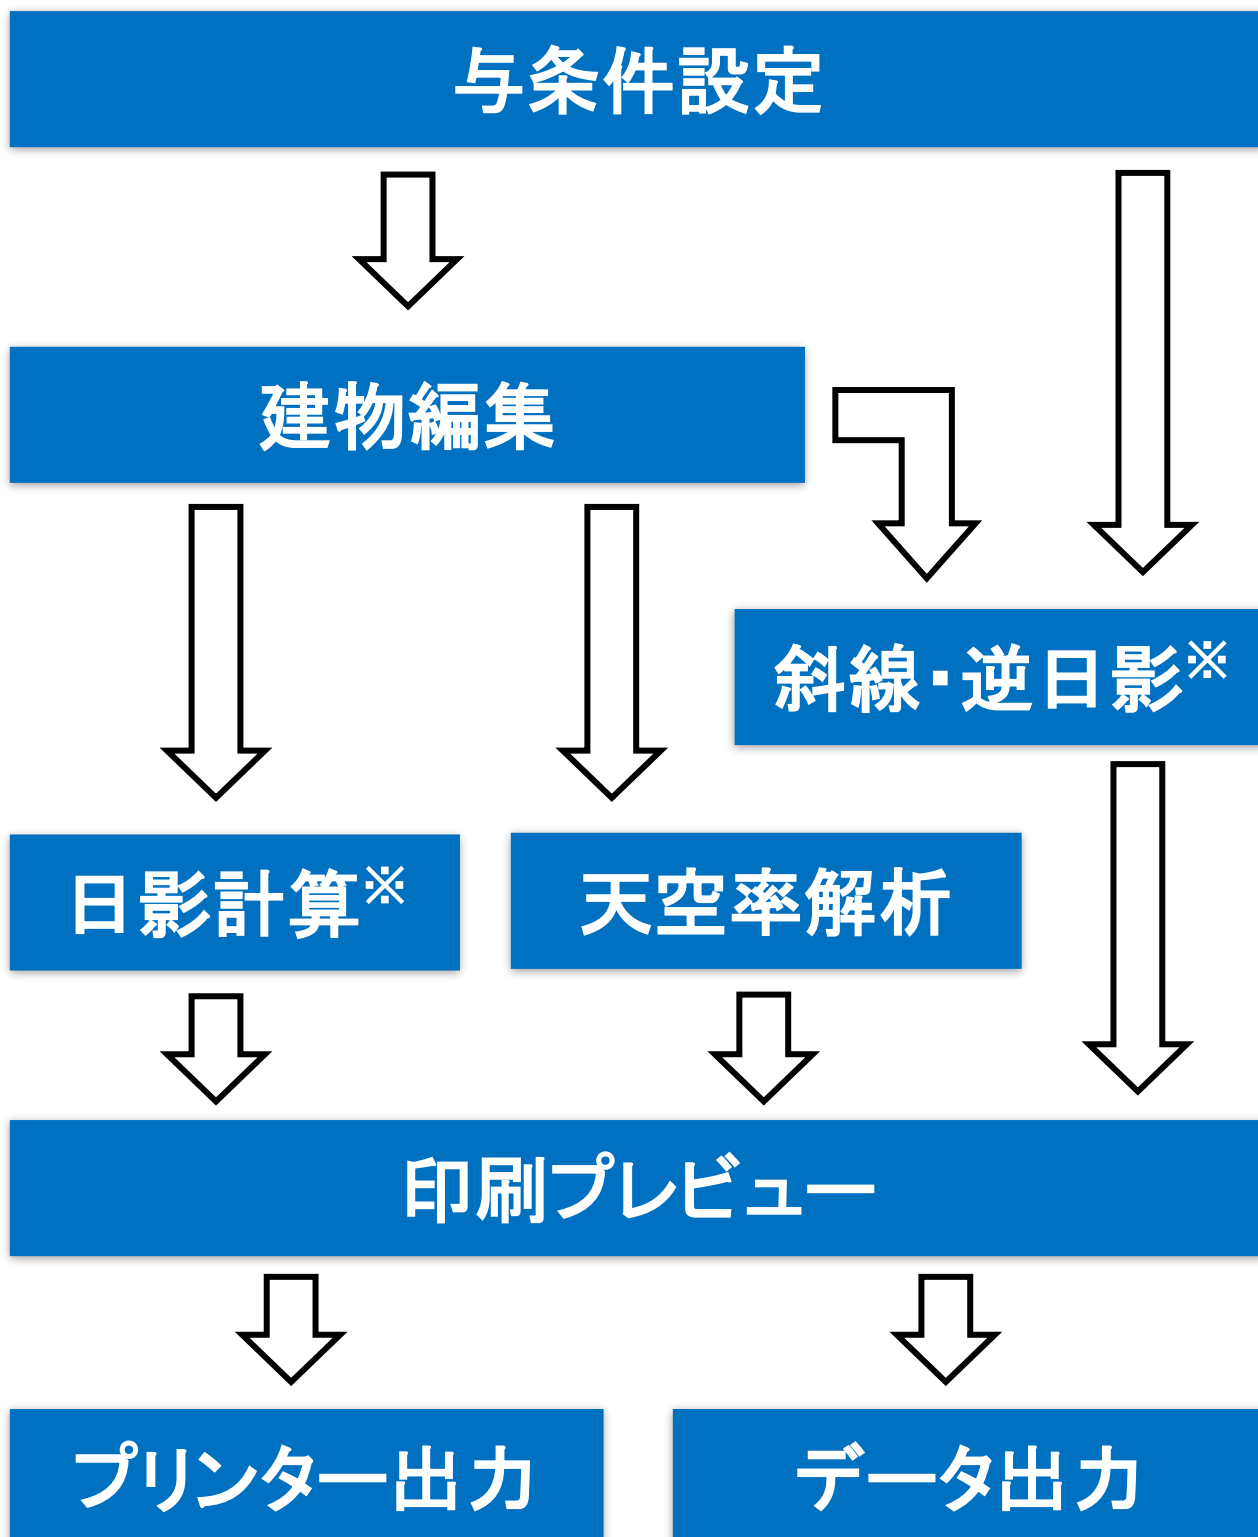 与条件設定
建物編集
斜線・逆日影※
日影計算※
天空率解析
印刷プレビュー
プリンター出力
データ出力